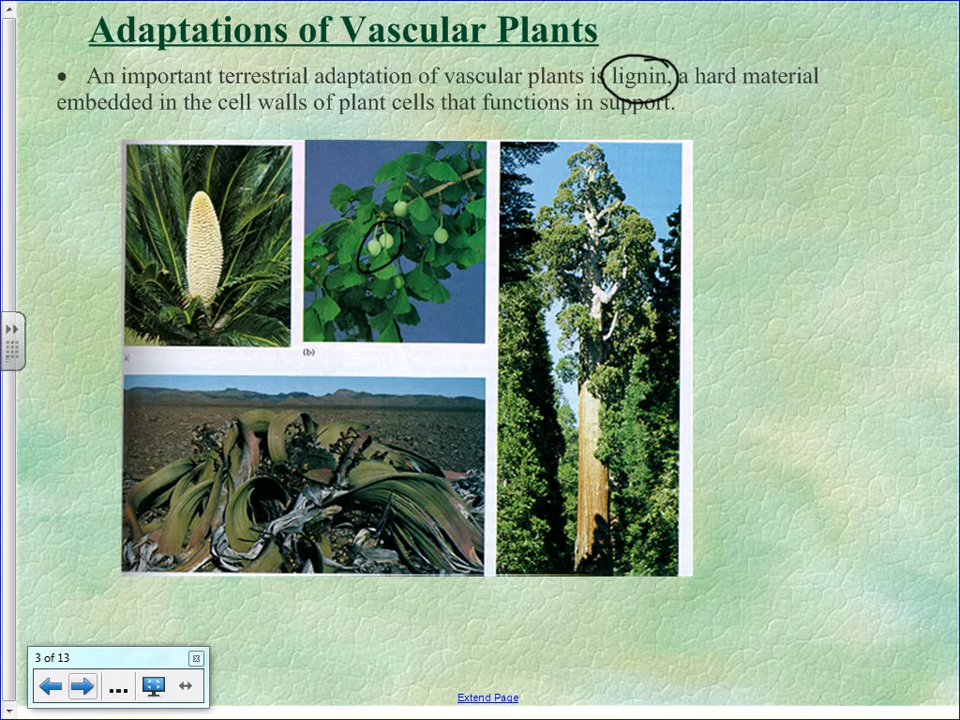 Adaptations of Vascular Plants
• An important terrestrial adaptation of vascular plants is lignin, a hard material
embedded in the cell walls of plant cells that functions in support.
(b)
3 of 13
...
Extend Page